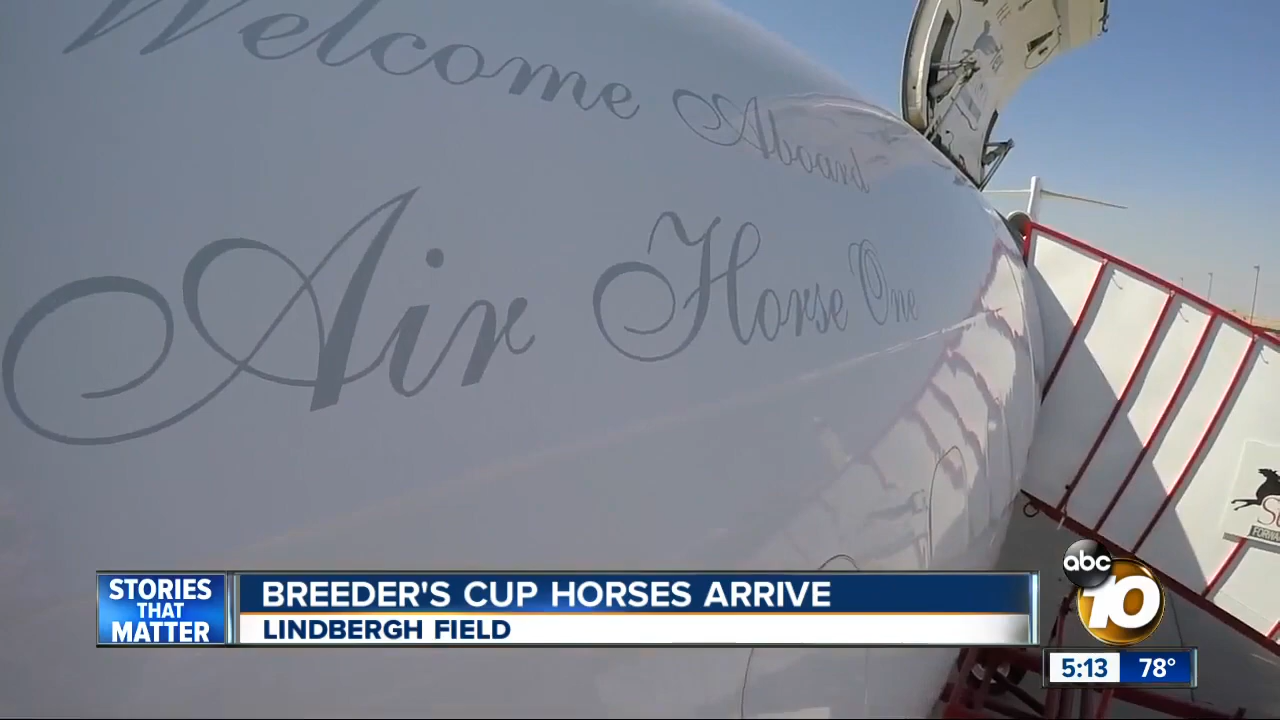 Welcome Aboard
Air Horse One
STORIES
THAT
MATTER
BREEDER'S CUP HORSES ARRIVE
LINDBERGH FIELD
abc
10
5:13 78°